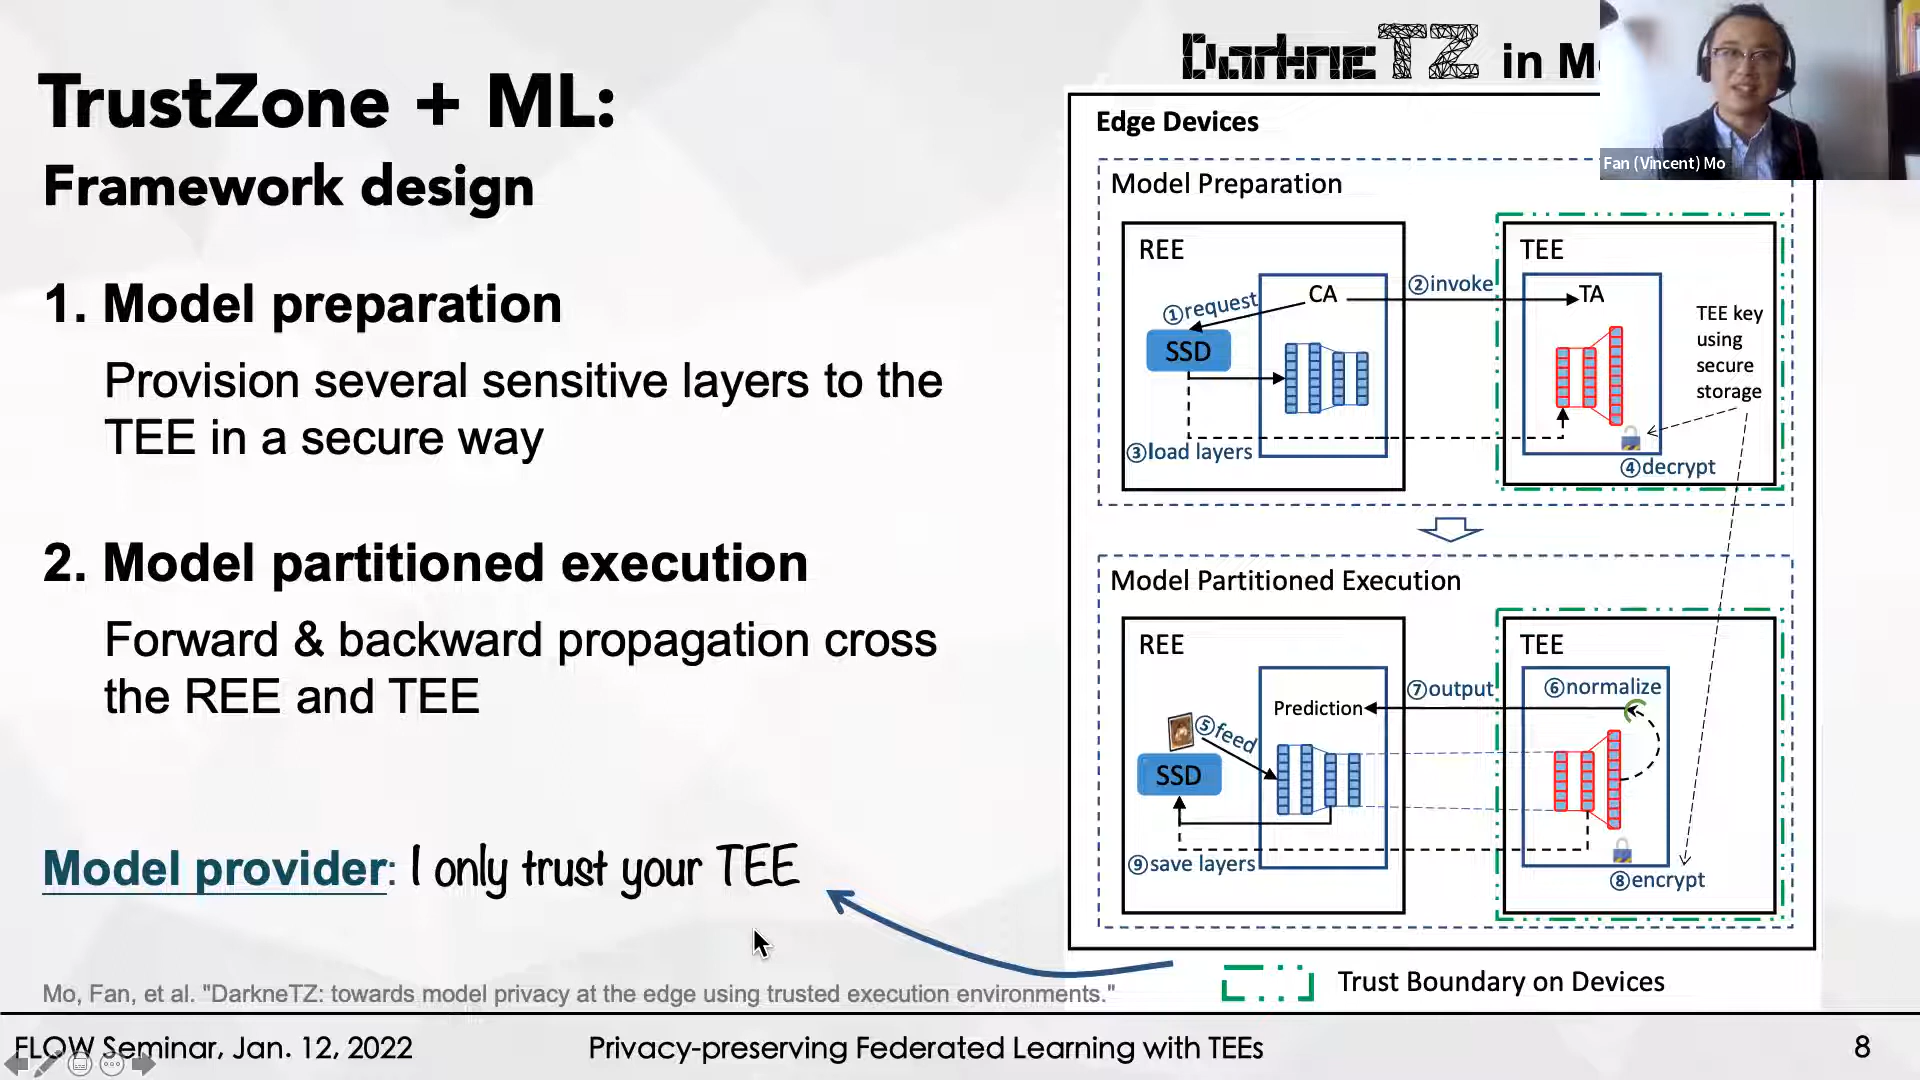 TrustZone + ML:
Framework design
1. Model preparation
Provision several sensitive layers to the
TEE in a secure way
2. Model partitioned execution
Forward & backward propagation cross
the REE and TEE
Model provider: I only trust your TEE
Mo, Fan, et al. "DarkneTZ: towards model privacy at the edge using trusted execution environments."
DarkneTZ in
Fan (Vincent) Mo
Edge Devices
Model Preparation
REE
CA
①request
SSD
③load layers
②invoke
TEE
TA
TEE key
using
secure
storage
④decrypt
Model Partitioned Execution
REE
Prediction
⑤feed
SSD
⑨save layers
⑦output
TEE
⑥normalize
⑧encrypt
Trust Boundary on Devices
FLOW Seminar, Jan. 12, 2022
Privacy-preserving Federated Learning with TEEs
8